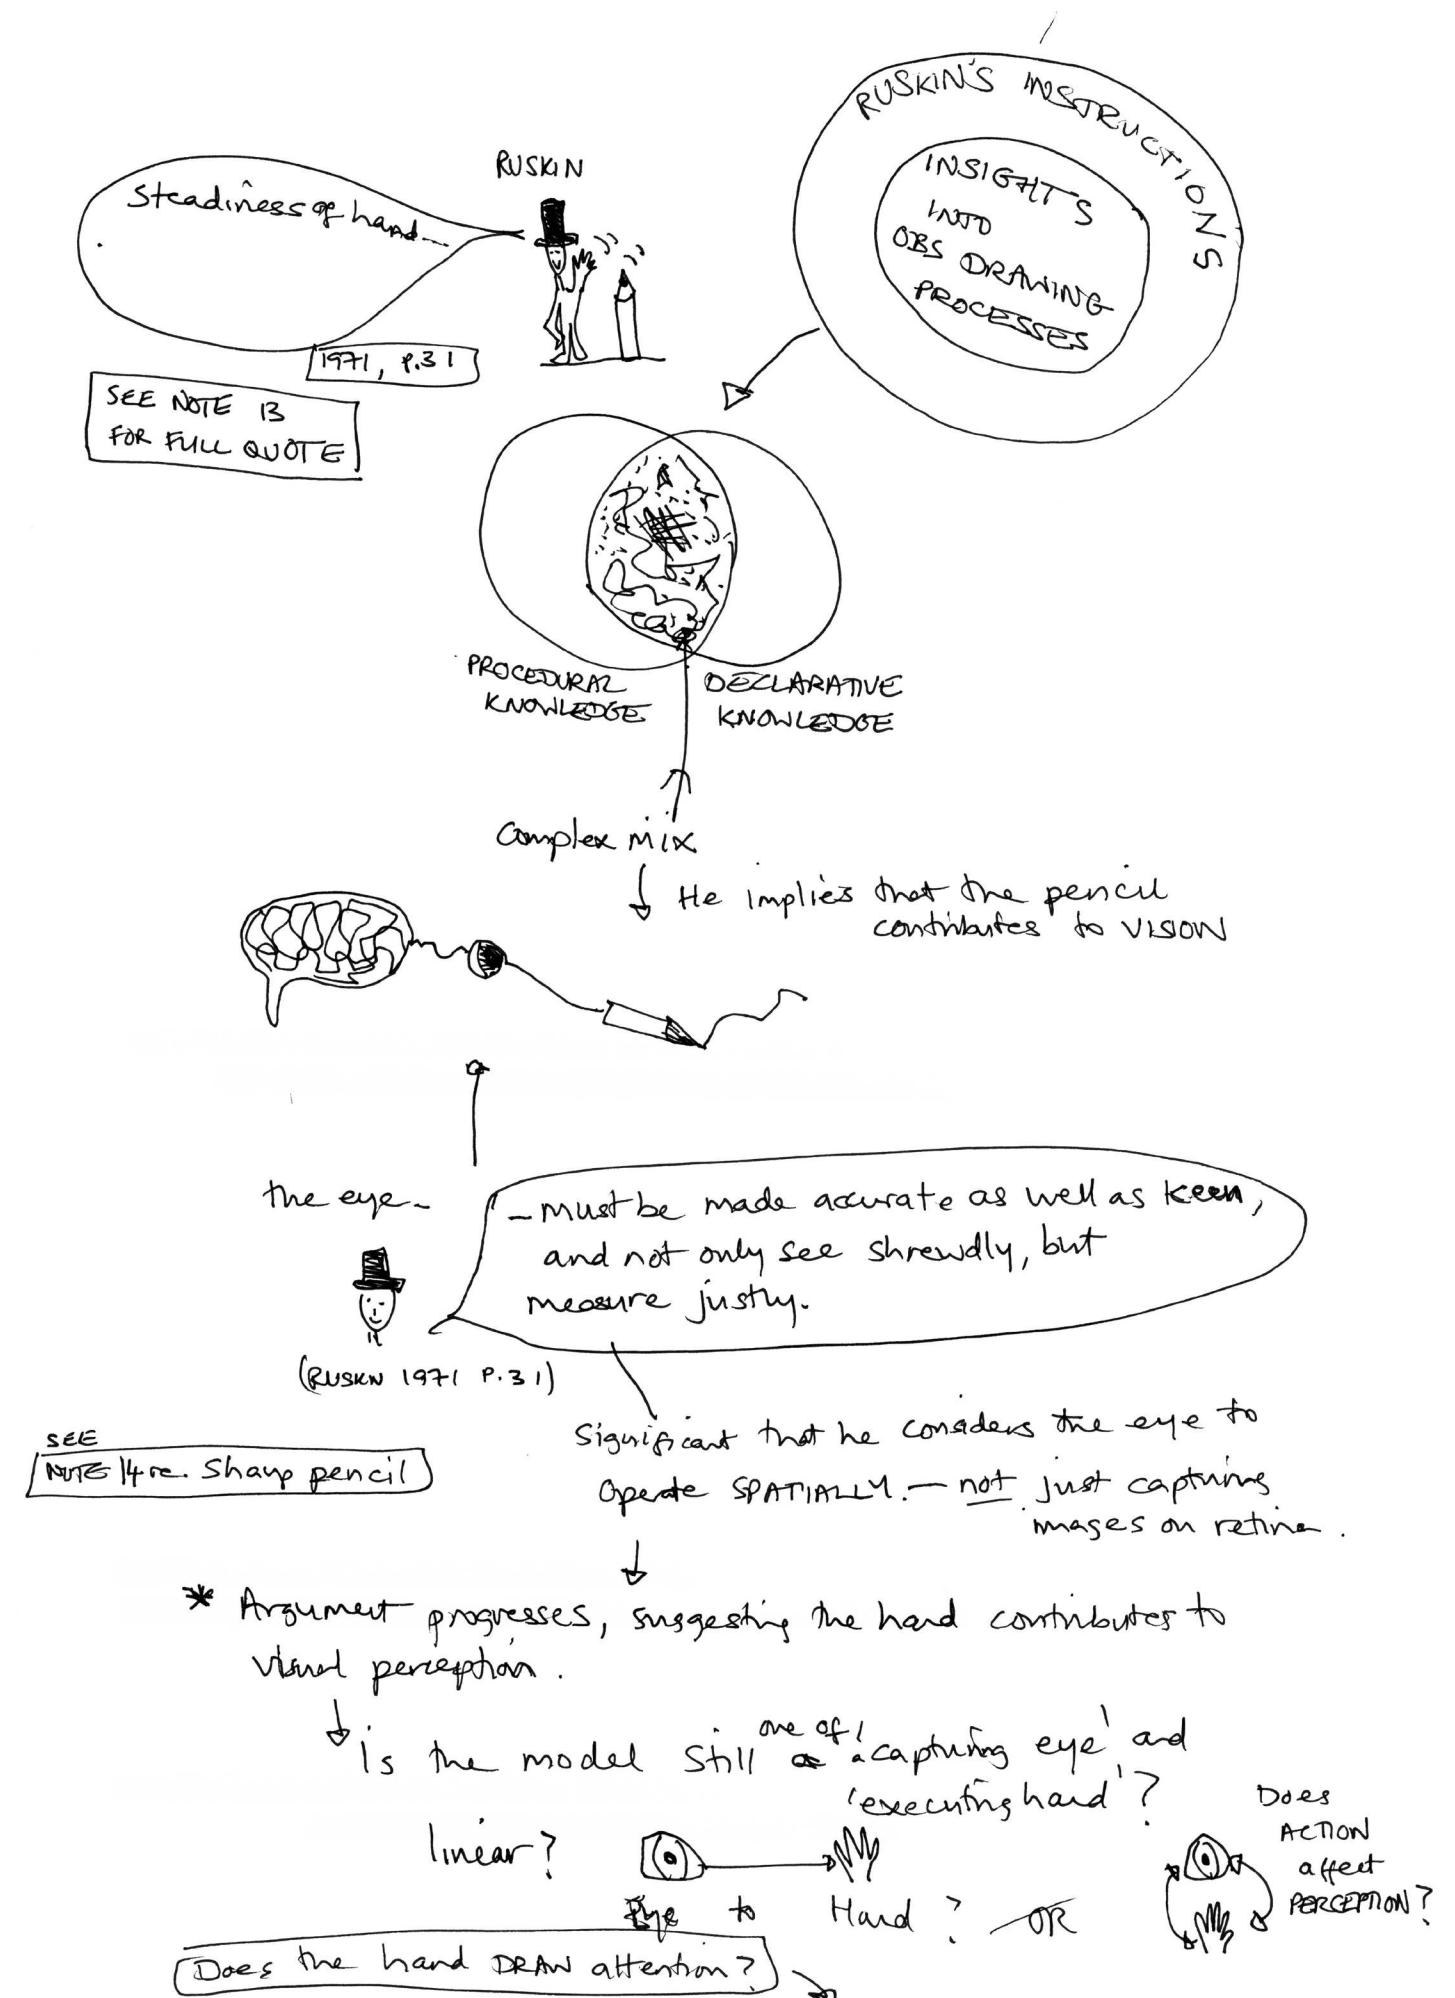 RUSKIN'S INSTRUCTIONS
INSIGHT'S
INTO
OBS DRAWING
PROCESSES
RUSKIN
Steadiness of hand...
1971, P.31
SEE NOTE 13
FOR FULL QUOTE
PROCEDURAL
KNOWLEDGE
DECLARATIVE
KNOWLEDGE
Complex mix
He implies that the pencil
contributes to VISION
the eye -
- must be made accurate as well as keen,
and not only see shrewdly, but
measure justly.
(RUSKN 1971 P.31)
SEE
NOTE 14 re. Sharp pencil
Significant that he considers the eye to
operate SPATIALLY. - not just capturing
images on retina.
* Argument progresses, suggesting the hand contributes to
visual perception.
Is the model still one of 'capturing eye' and
'executing hand'?
linear?
Eye to Hand? OR
Does
ACTION
affect
PERCEPTION?
Does the hand DRAW attention?